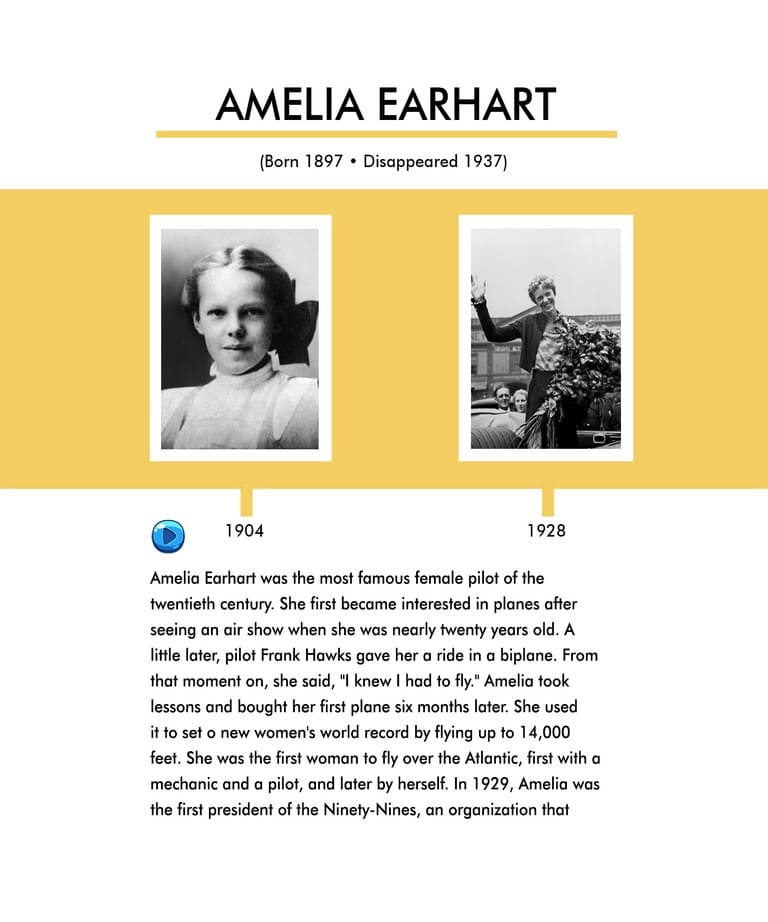 AMELIA EARHART
(Born 1897 • Disappeared 1937)
1904
1928
Amelia Earhart was the most famous female pilot of the
twentieth century. She first became interested in planes after
seeing an air show when she was nearly twenty years old. A
little later, pilot Frank Hawks gave her a ride in a biplane. From
that moment on, she said, "I knew I had to fly." Amelia took
lessons and bought her first plane six months later. She used
it to set o new women's world record by flying up to 14,000
feet. She was the first woman to fly over the Atlantic, first with a
mechanic and a pilot, and later by herself. In 1929, Amelia was
the first president of the Ninety-Nines, an organization that